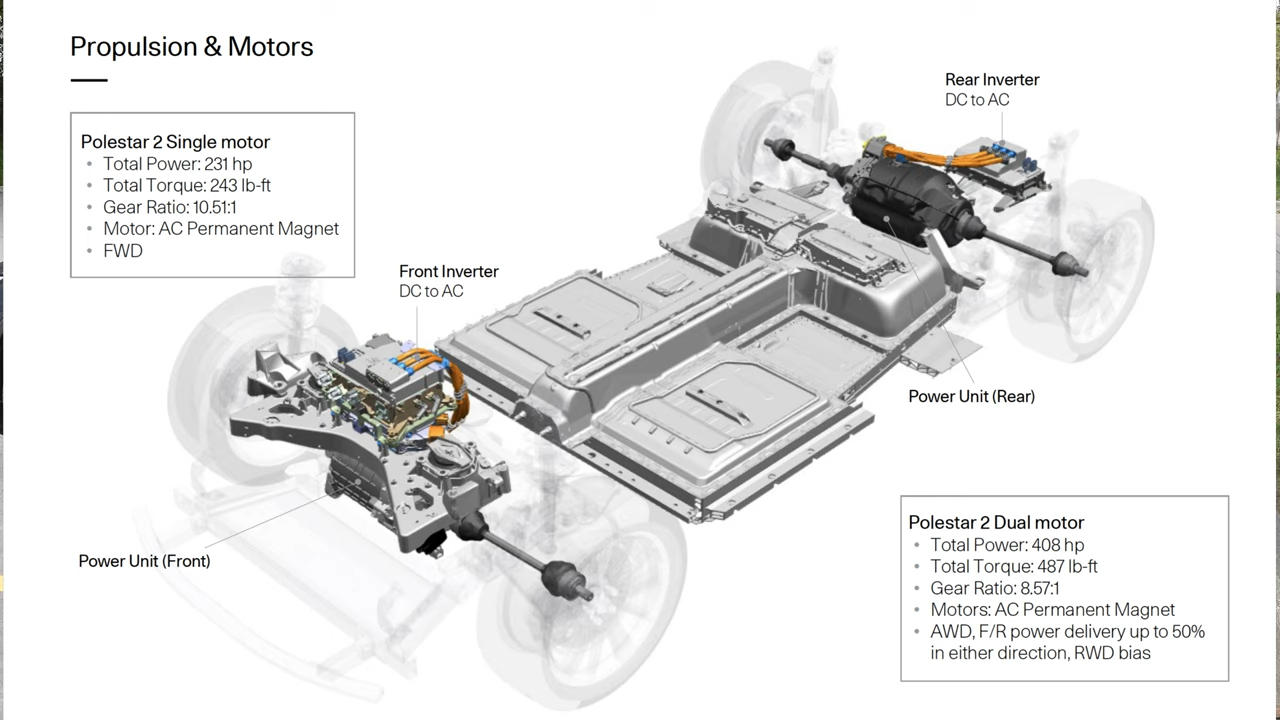 Propulsion & Motors
Polestar 2 Single motor
• Total Power: 231 hp
• Total Torque: 243 lb-ft
• Gear Ratio: 10.51:1
• Motor: AC Permanent Magnet
• FWD
Rear Inverter
DC to AC
Front Inverter
DC to AC
Power Unit (Rear)
Power Unit (Front)
Polestar 2 Dual motor
• Total Power: 408 hp
• Total Torque: 487 lb-ft
• Gear Ratio: 8.57:1
• Motors: AC Permanent Magnet
• AWD, F/R power delivery up to 50%
in either direction, RWD bias